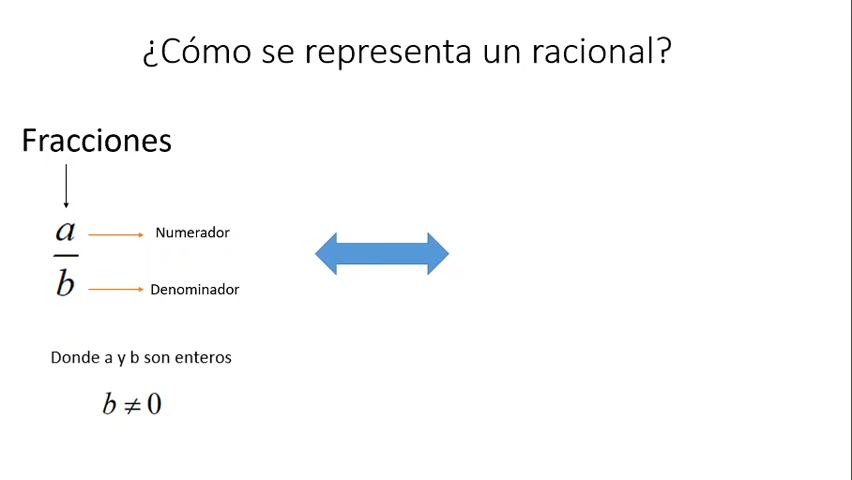 ¿Cómo se representa un racional?
Fracciones
a
Numerador
b
Denominador
Donde a y b son enteros
b ≠ 0